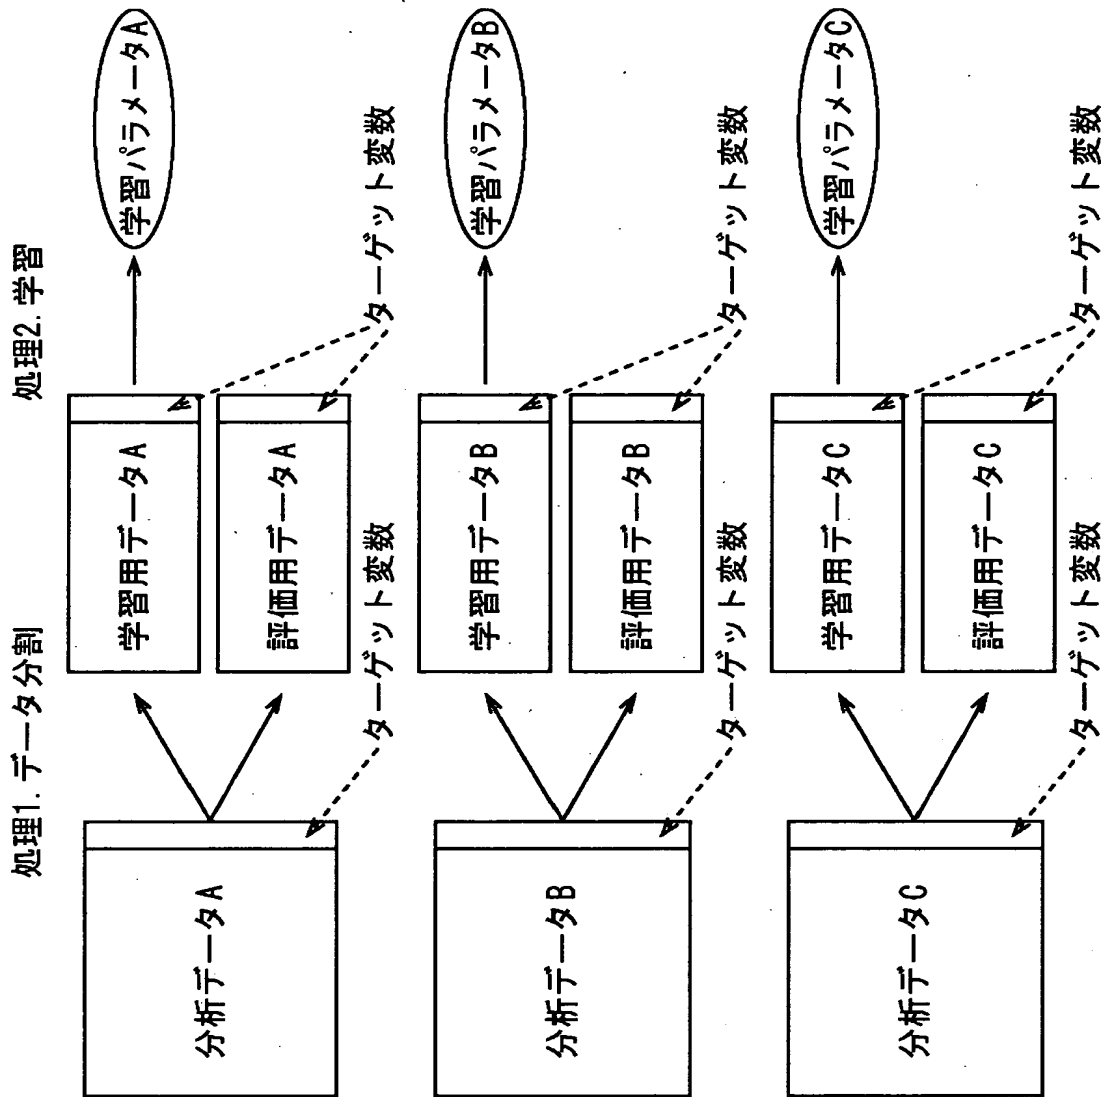 処理1. データ分割
処理2. 学習
分析データA
学習用データA
評価用データA
学習パラメータA
ターゲット変数
ターゲット変数
分析データB
学習用データB
評価用データB
学習パラメータB
ターゲット変数
ターゲット変数
分析データC
学習用データC
評価用データC
学習パラメータC
ターゲット変数
ターゲット変数